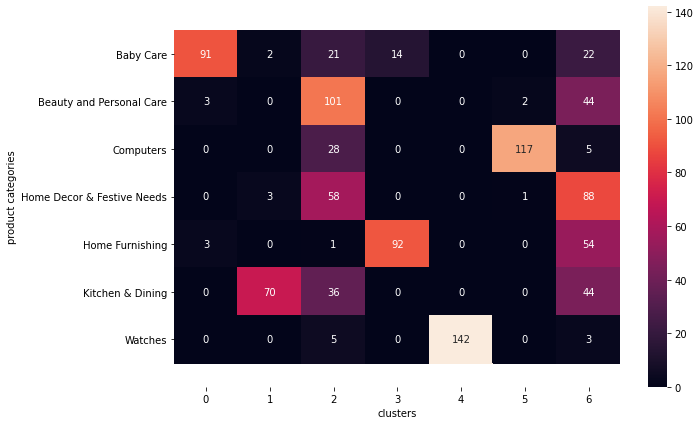 140
Baby Care 91 2 21 14 0 0 22
120
Beauty and Personal Care 3 0 101 0 0 2 44
100
Computers 0 0 28 0 0 117 5
80
product categories
Home Decor & Festive Needs 0 3 58 0 0 1 88
60
Home Furnishing 3 0 1 92 0 0 54
40
Kitchen & Dining 0 70 36 0 0 0 44
20
Watches 0 0 5 0 142 0 3
0
0 1 2 3 4 5 6
clusters